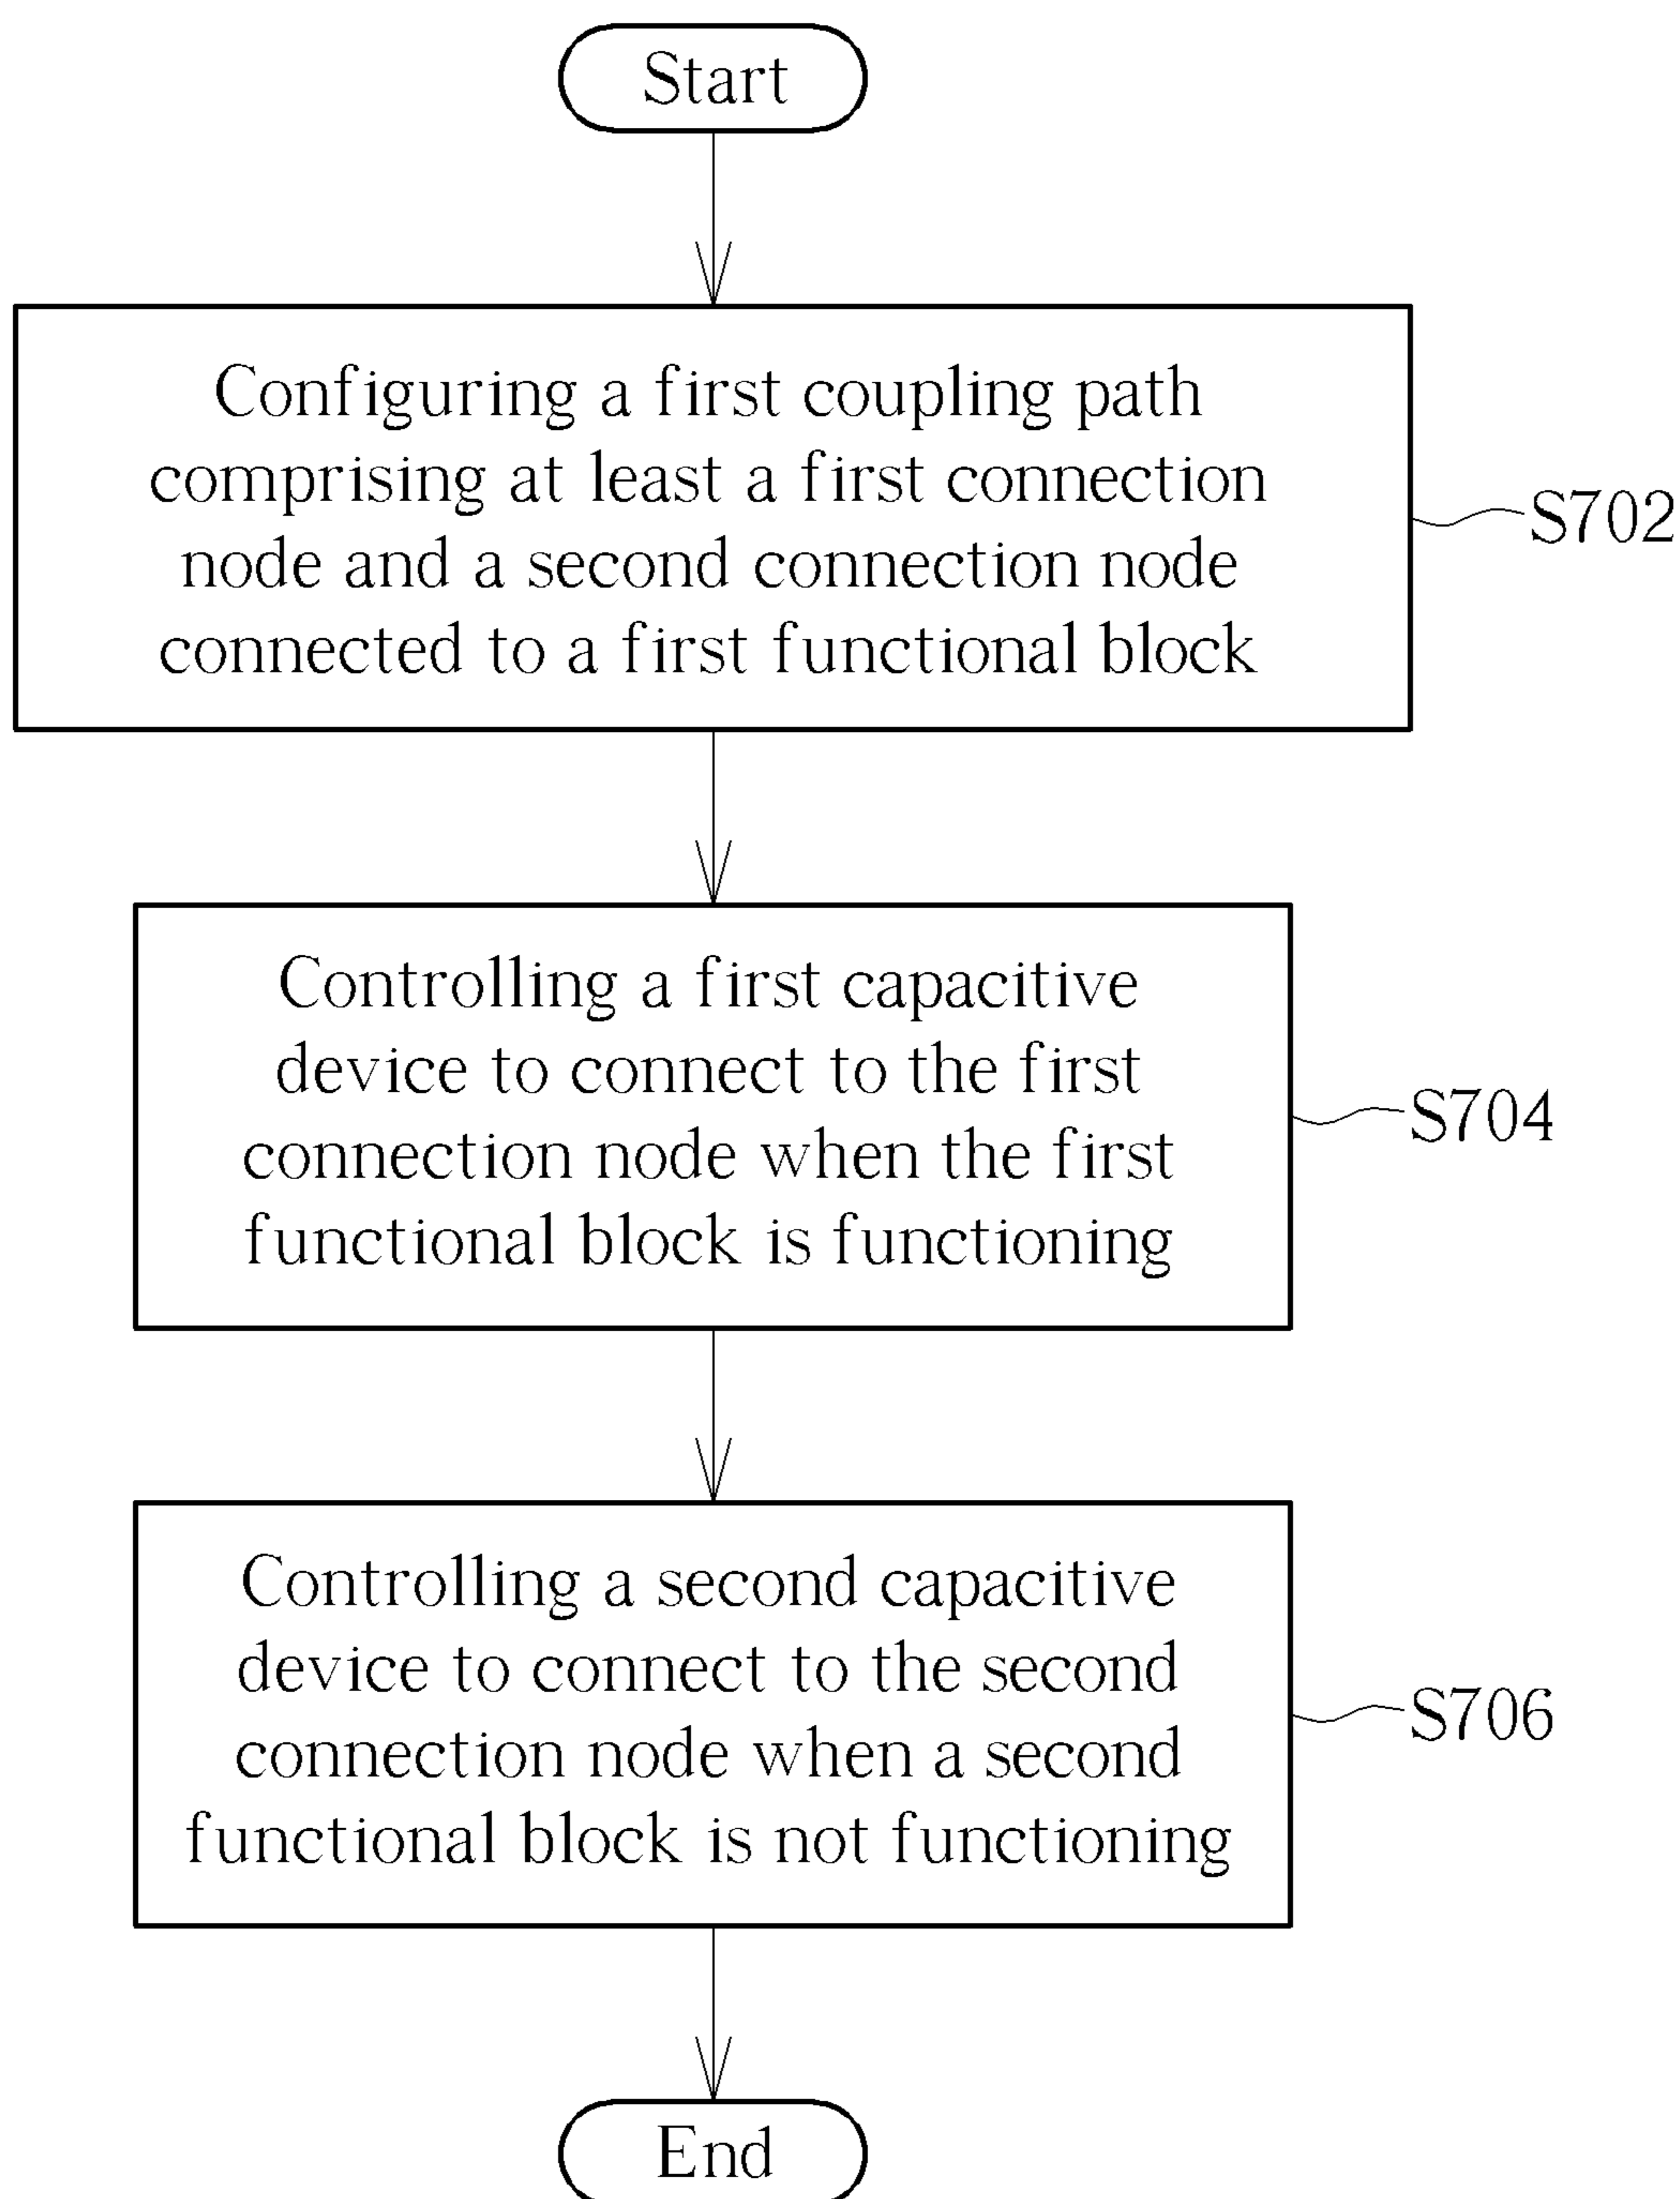 Start
Configuring a first coupling path
comprising at least a first connection
node and a second connection node
connected to a first functional block
S702
Controlling a first capacitive
device to connect to the first
connection node when the first
functional block is functioning
S704
Controlling a second capacitive
device to connect to the second
connection node when a second
functional block is not functioning
S706
End